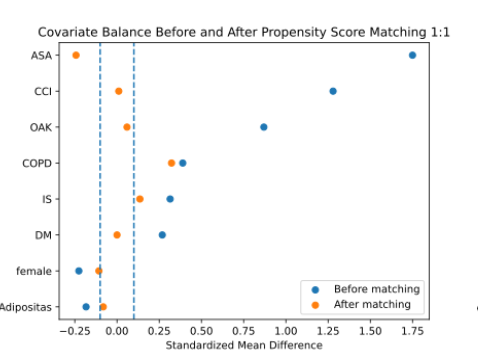 Covariate Balance Before and After Propensity Score Matching 1:1
ASA
CCI
OAK
COPD
IS
DM
female
Adipositas
Before matching
After matching
−0.25 0.00 0.25 0.50 0.75 1.00 1.25 1.50 1.75
Standardized Mean Difference